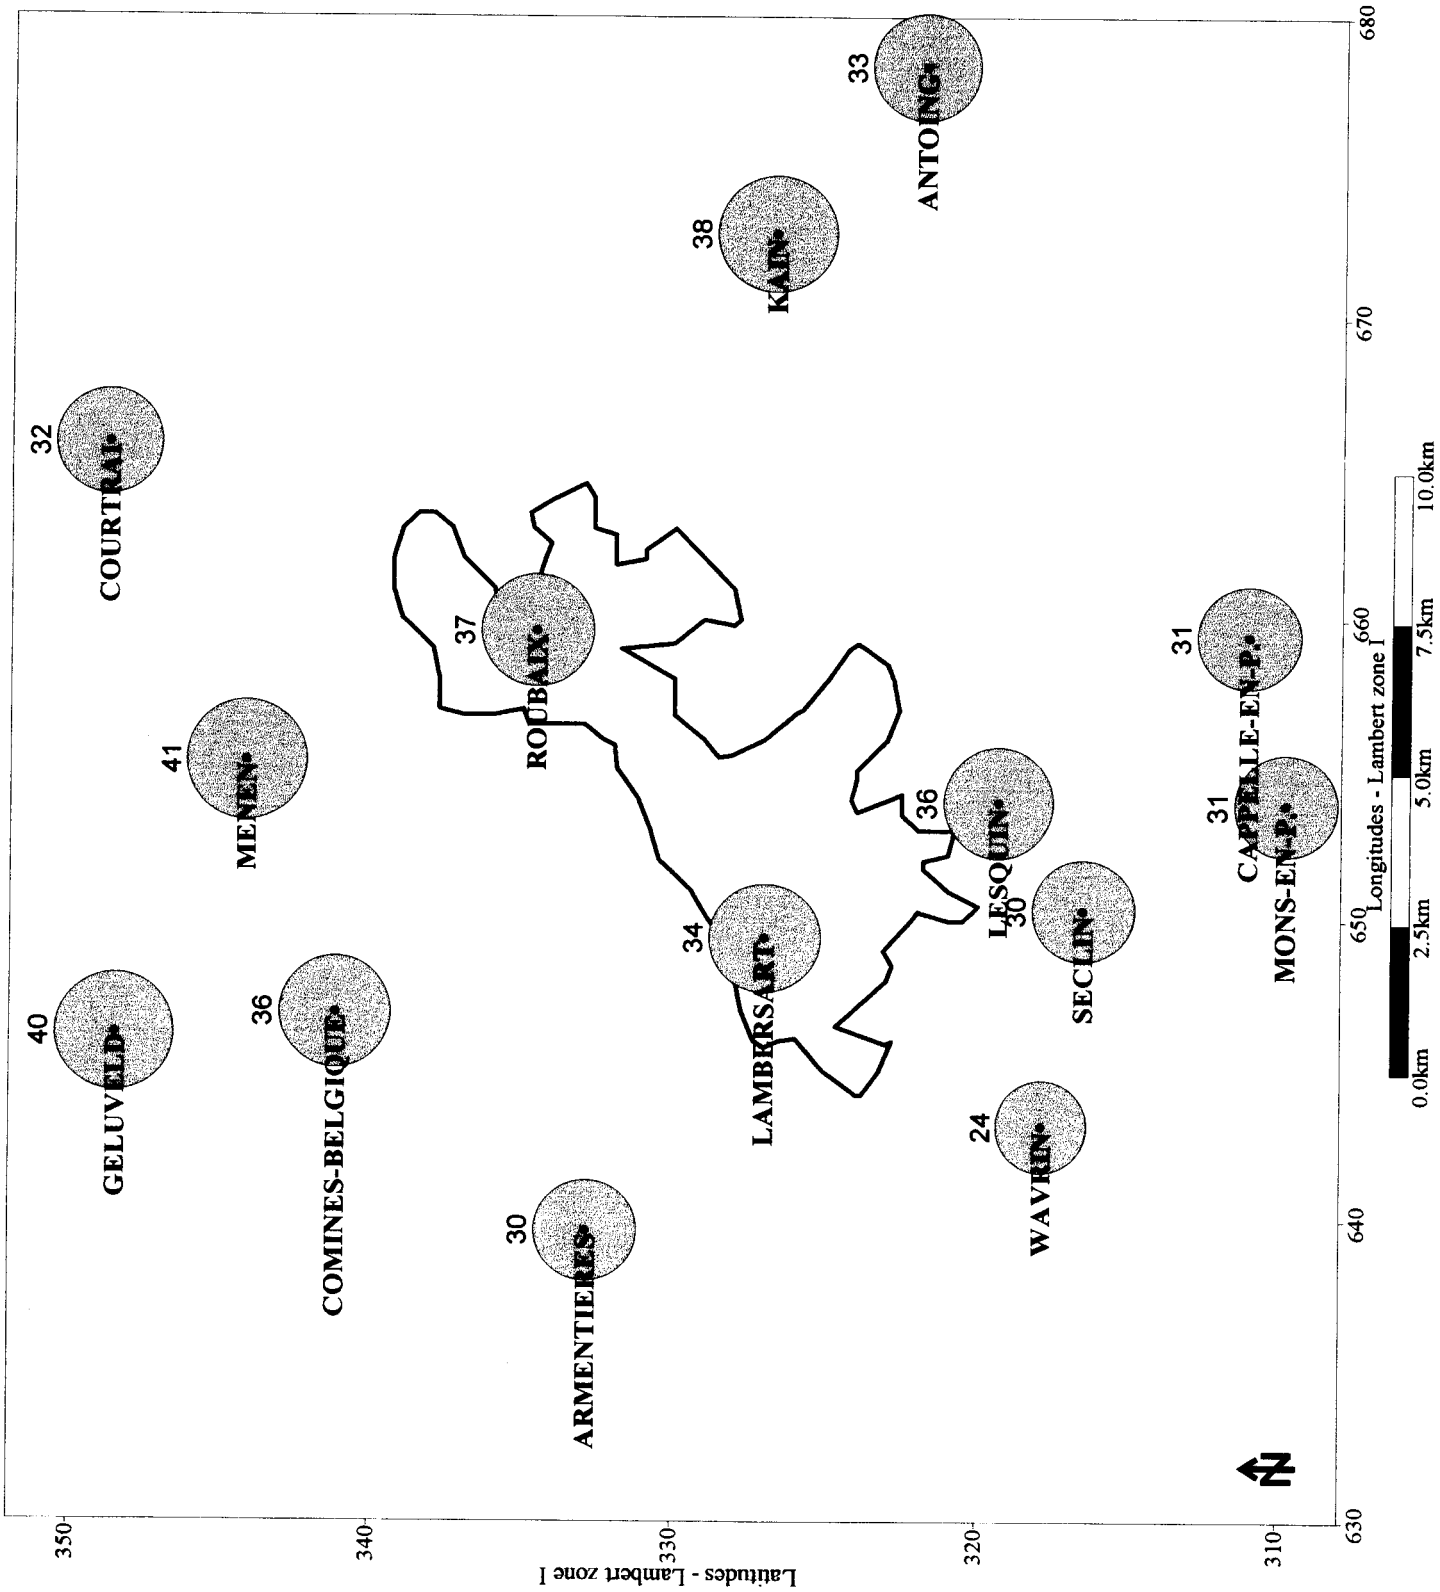 GELUVELD
40
COURTRAI
32
MENEN
41
COMINES-BELGIQUE
36
ROUBAIX
37
ARMENTIERES
30
LAMBERSART
34
KAIN
38
ANTOING
33
LESQUIN
36
WAVRIN
24
SECLIN
30
CAPPELLE-EN-P.
31
MONS-EN-P.
31
350
340
330
320
310
Latitudes - Lambert zone I
630
640
650
660
670
680
Longitudes - Lambert zone I
0.0km 2.5km 5.0km 7.5km 10.0km
N